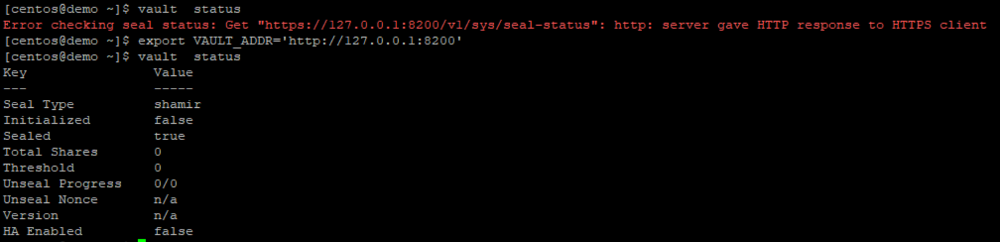 [centos@demo ~]$ vault  status
Error checking seal status: Get "https://127.0.0.1:8200/v1/sys/seal-status": http: server gave HTTP response to HTTPS client
[centos@demo ~]$ export VAULT_ADDR='http://127.0.0.1:8200'
[centos@demo ~]$ vault  status
Key                Value
---                -----
Seal Type          shamir
Initialized        false
Sealed             true
Total Shares       0
Threshold          0
Unseal Progress    0/0
Unseal Nonce       n/a
Version            n/a
HA Enabled         false